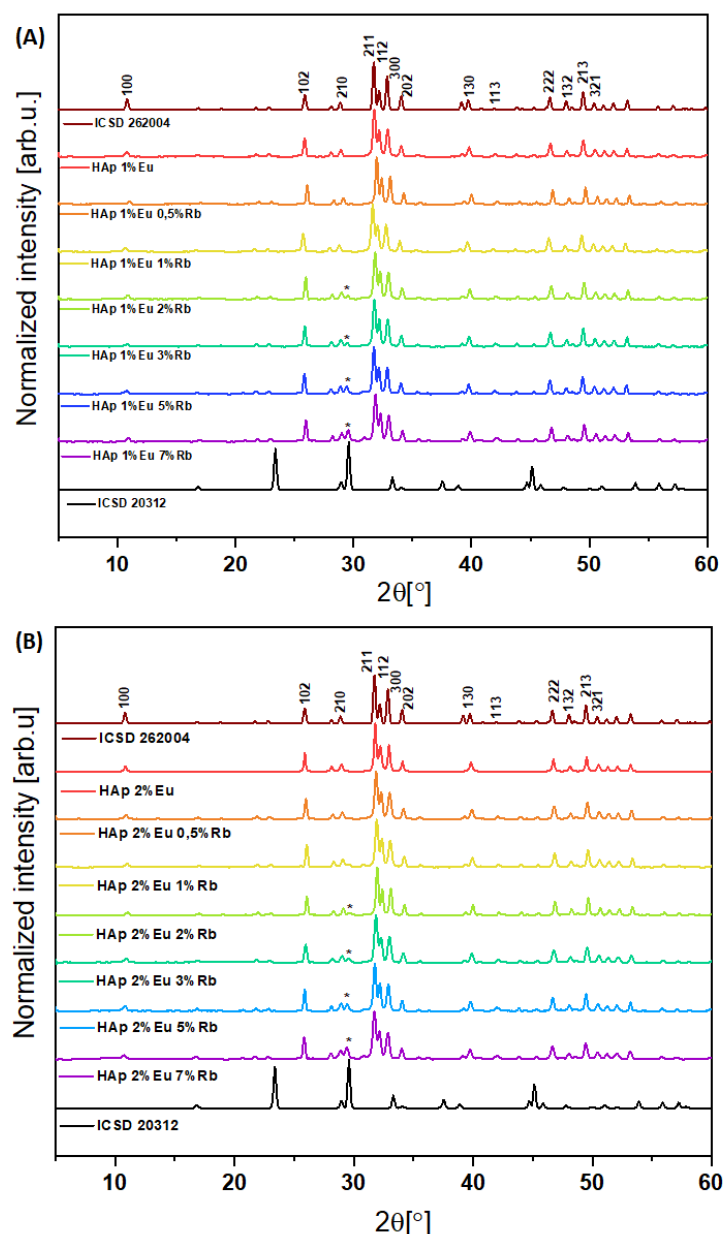 (A)
Normalized intensity [arb.u.]
100
102
210
211
112
300
202
130
113
222
132
213
321
ICSD 262004
HAp 1%Eu
HAp 1%Eu 0,5%Rb
HAp 1%Eu 1%Rb
*
HAp 1%Eu 2%Rb
*
HAp 1%Eu 3%Rb
*
HAp 1%Eu 5%Rb
*
HAp 1%Eu 7%Rb
ICSD 20312
10 20 30 40 50 60
2θ[°]
(B)
Normalized intensity [arb.u]
100
102
210
211
112
300
202
130
113
222
132
213
321
ICSD 262004
HAp 2%Eu
HAp 2%Eu 0,5%Rb
HAp 2%Eu 1%Rb
*
HAp 2%Eu 2%Rb
*
HAp 2%Eu 3%Rb
*
HAp 2%Eu 5%Rb
*
HAp 2%Eu 7%Rb
ICSD 20312
10 20 30 40 50 60
2θ[°]